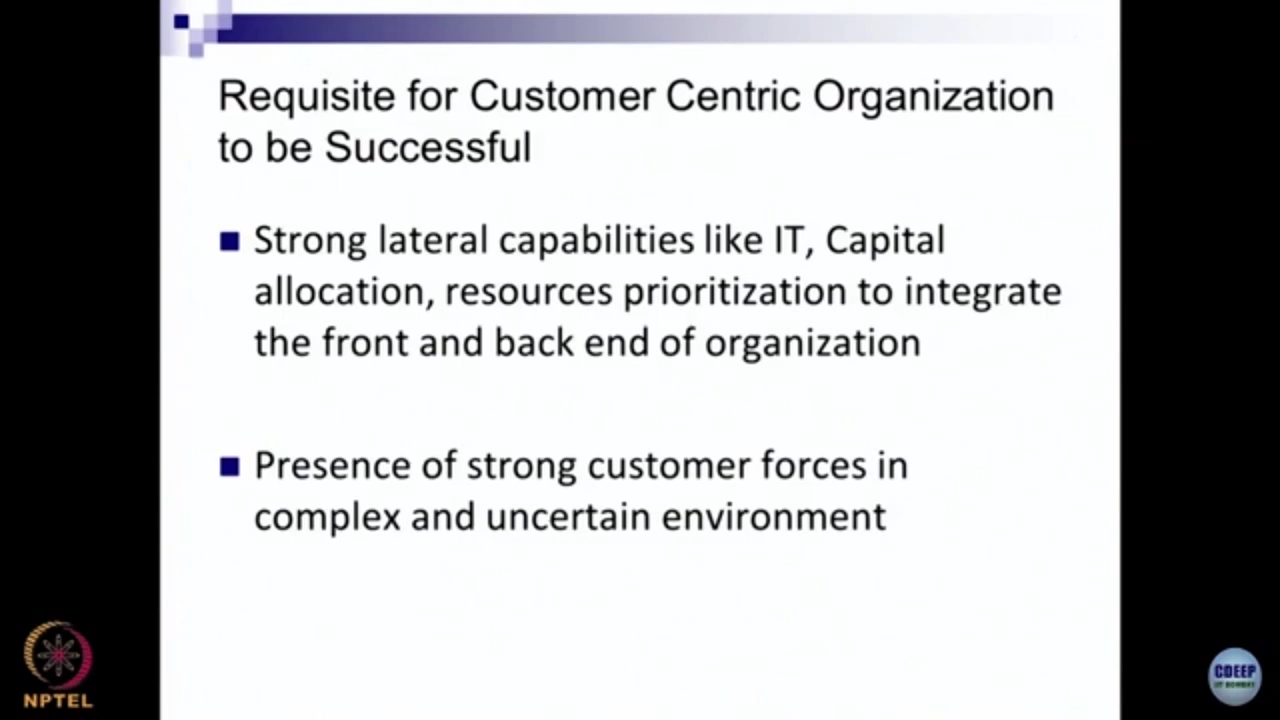 Requisite for Customer Centric Organization
to be Successful
Strong lateral capabilities like IT, Capital
allocation, resources prioritization to integrate
the front and back end of organization
Presence of strong customer forces in
complex and uncertain environment
NPTEL
CDEEP
IIT BOMBAY